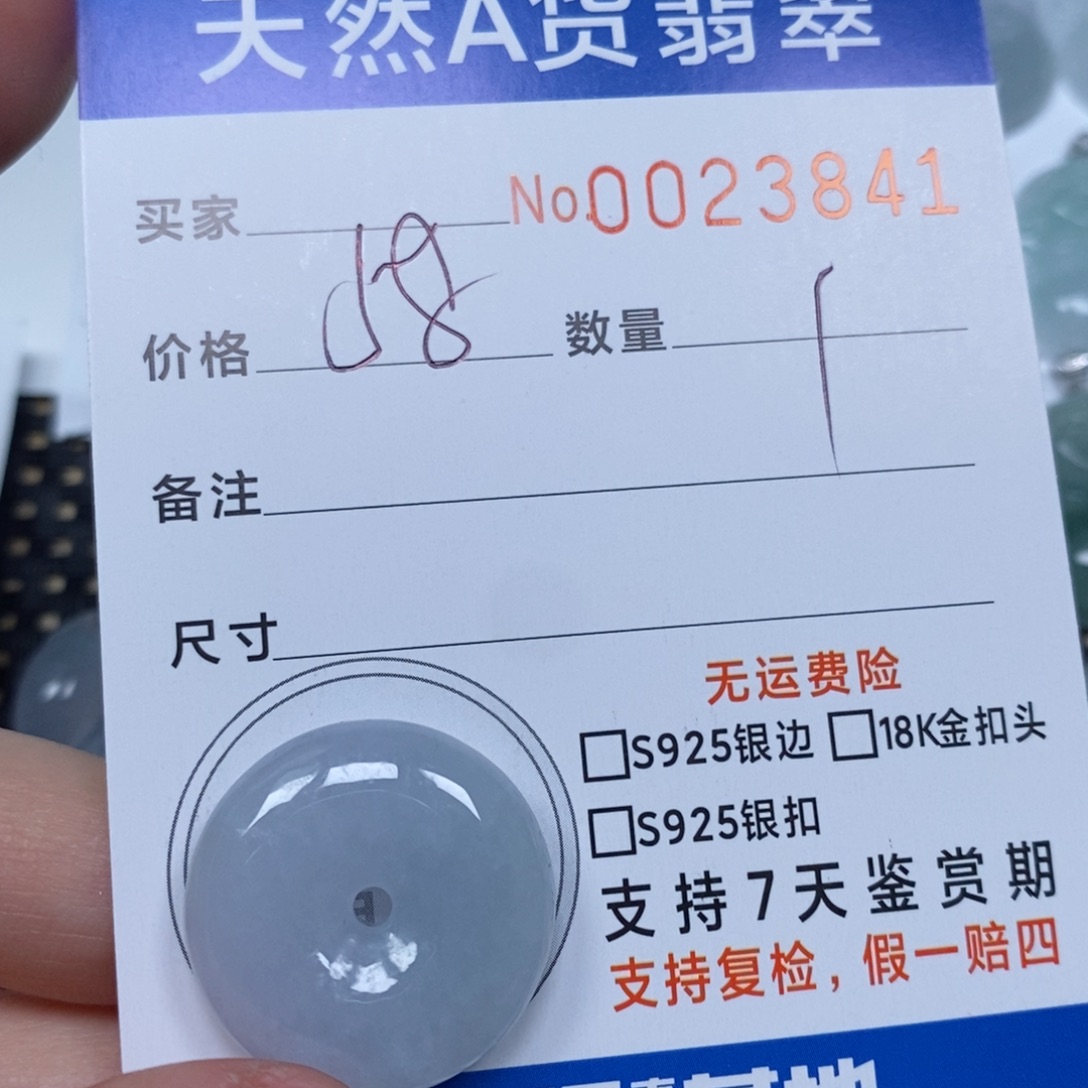 天然A货翡翠
买家 No.0023841
价格 数量 1
备注
尺寸
无运费险
□S925银边 □18K金扣头
□S925银扣
支持7天鉴赏期
支持复检，假一赔四